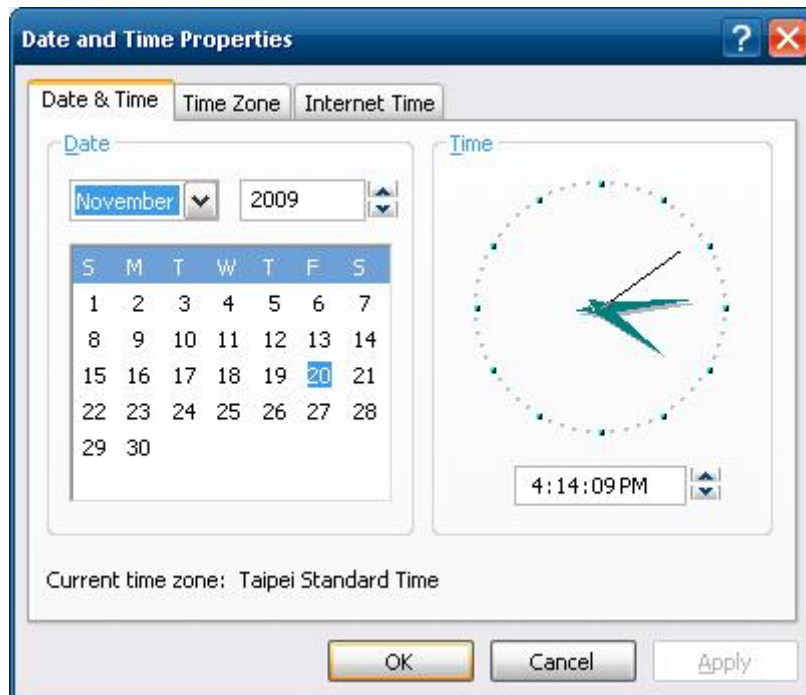 Date and Time Properties
Date & Time Time Zone Internet Time
Date
November 2009
S M T W T F S
1 2 3 4 5 6 7
8 9 10 11 12 13 14
15 16 17 18 19 20 21
22 23 24 25 26 27 28
29 30
Time
4:14:09 PM
Current time zone: Taipei Standard Time
OK Cancel Apply